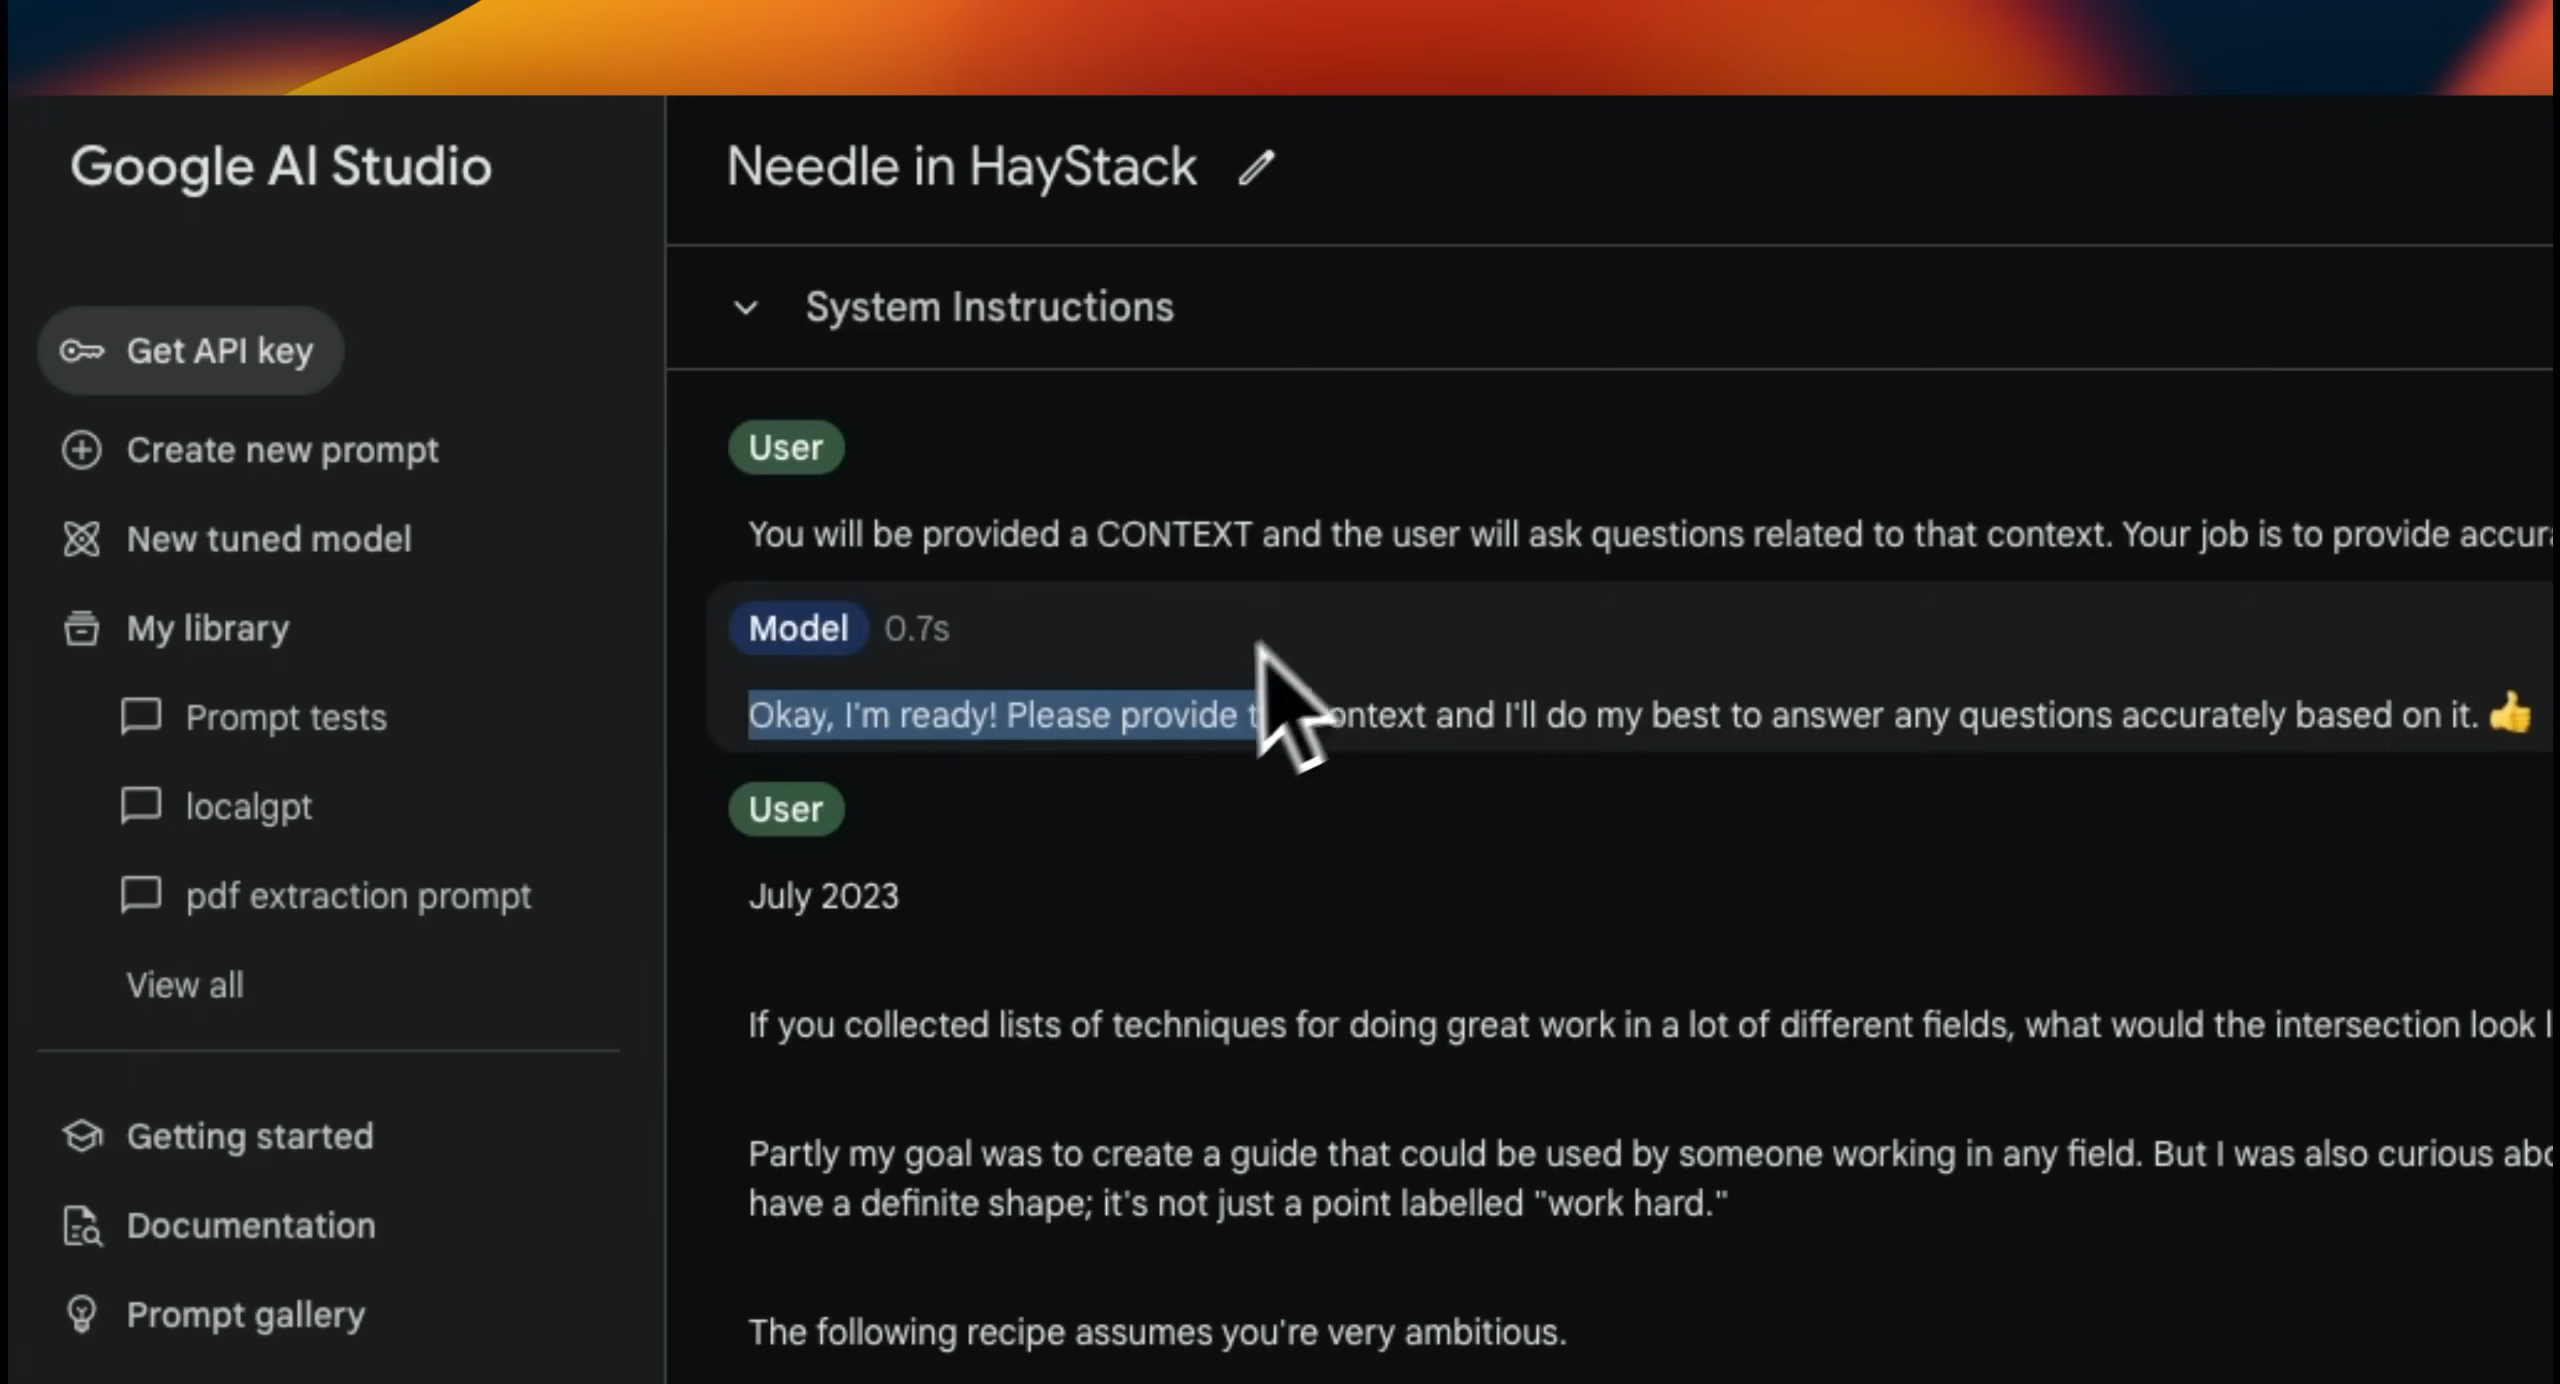 Google AI Studio
Get API key
Create new prompt
New tuned model
My library
Prompt tests
localgpt
pdf extraction prompt
View all
Getting started
Documentation
Prompt gallery
Needle in HayStack
System Instructions
User
You will be provided a CONTEXT and the user will ask questions related to that context. Your job is to provide
Model 0.7s
Okay, I'm ready! Please provide and I'll do my best to answer any questions accurately based on it. 👍
User
July 2023
If you collected lists of techniques for doing great work in a lot of different fields, what would the intersection look
Partly my goal was to create a guide that could be used by someone working in any field. But I was also curious
have a definite shape; it's not just a point labelled "work hard."
The following recipe assumes you're very ambitious.